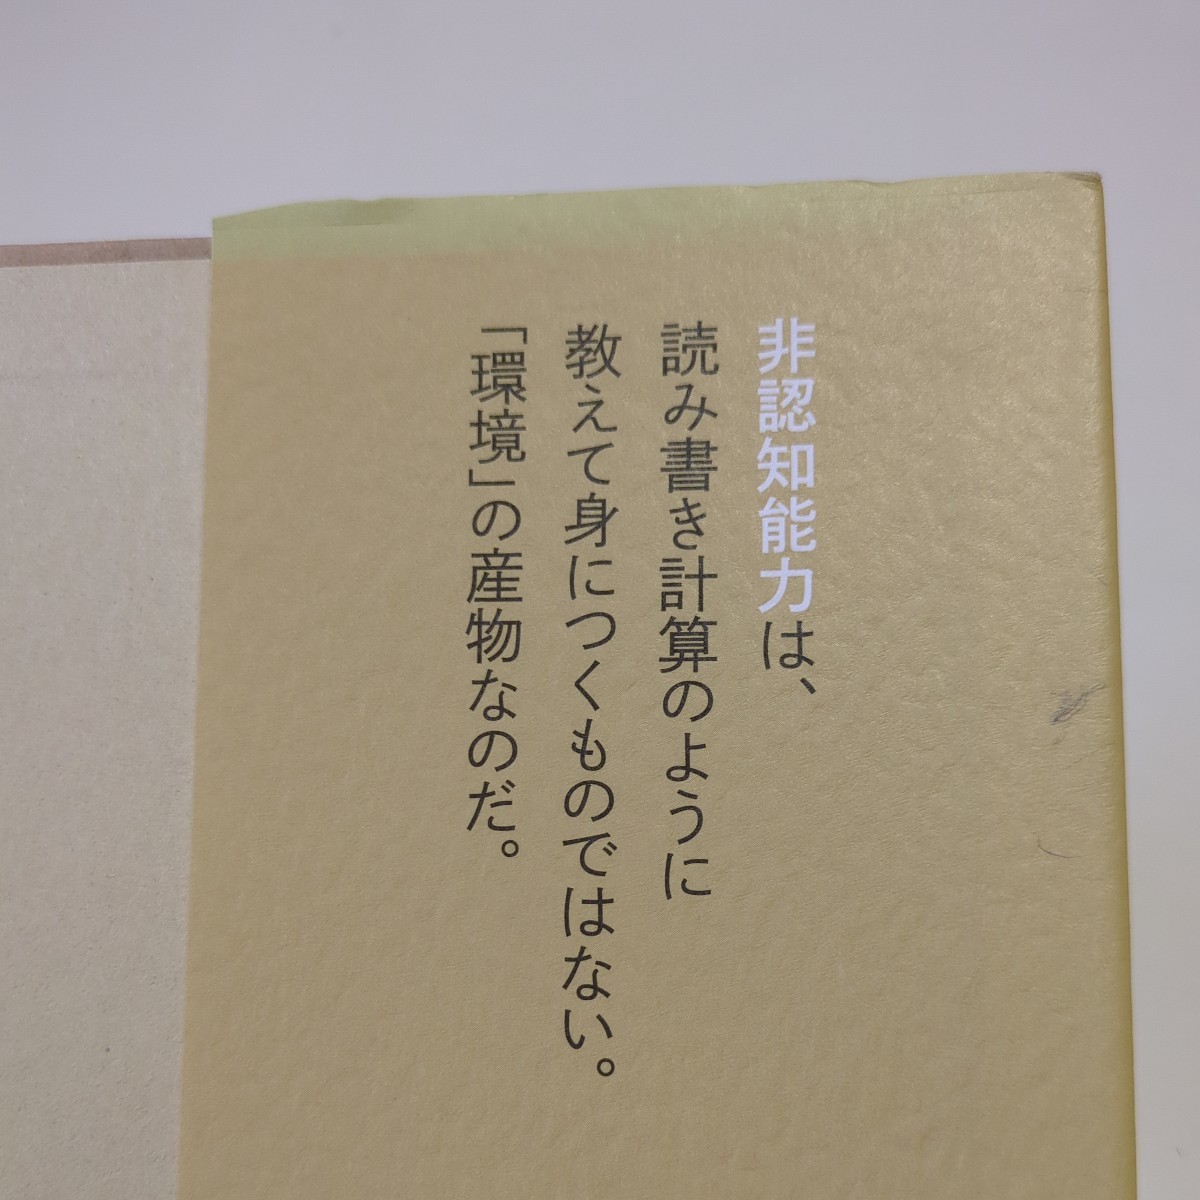 非認知能力は、
読み書き計算のように
教えて身につくものではない。
「環境」の産物なのだ。